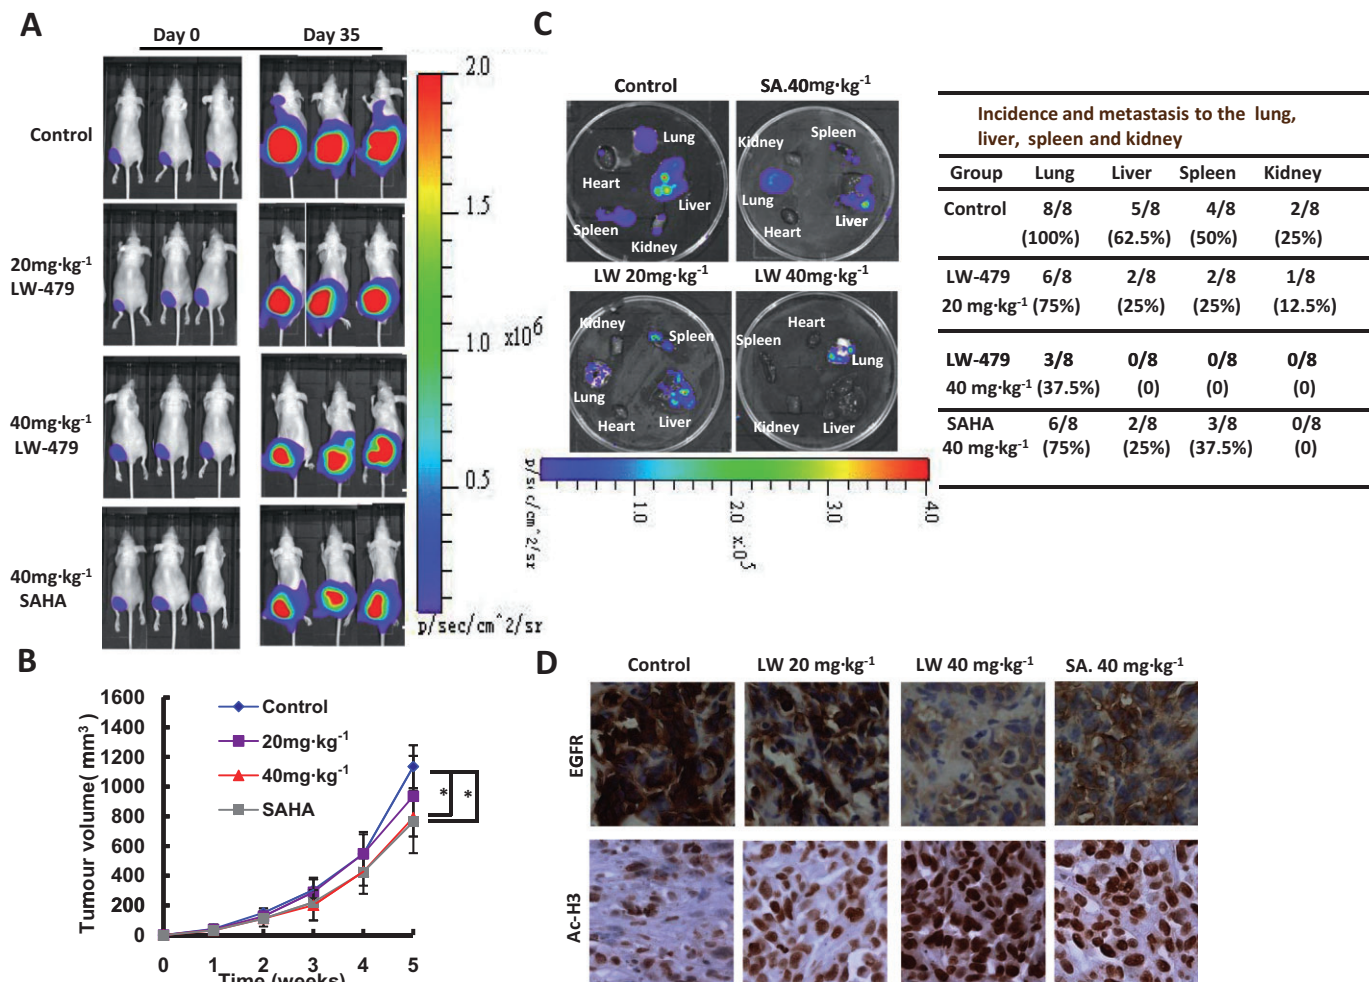 A
Day 0
Day 35
Control
20mg·kg⁻¹
LW-479
40mg·kg⁻¹
LW-479
40mg·kg⁻¹
SAHA
2.0
1.5
x10⁶
1.0
0.5
p/sec/cm^2/sr
B
1600
1400
1200
1000
800
600
400
200
0
Tumour volume( mm³)
Control
20mg·kg⁻¹
40mg·kg⁻¹
SAHA
*
*
0 1 2 3 4 5
Time (weeks)
C
Control
SA.40mg·kg⁻¹
Lung
Heart
Liver
Spleen
Kidney
Spleen
Kidney
Lung
Liver
Heart
LW 20mg·kg⁻¹
LW 40mg·kg⁻¹
Kidney
Spleen
Lung
Heart
Liver
Heart
Spleen
Lung
Kidney
Liver
p/sec/cm^2/sr
1.0
2.0
3.0
4.0
x10⁵
Incidence and metastasis to the lung,
liver, spleen and kidney
Group Lung Liver Spleen Kidney
Control 8/8 5/8 4/8 2/8
(100%) (62.5%) (50%) (25%)
LW-479 6/8 2/8 2/8 1/8
20 mg·kg⁻¹ (75%) (25%) (25%) (12.5%)
LW-479 3/8 0/8 0/8 0/8
40 mg·kg⁻¹ (37.5%) (0) (0) (0)
SAHA 6/8 2/8 3/8 0/8
40 mg·kg⁻¹ (75%) (25%) (37.5%) (0)
D
Control
LW 20 mg·kg⁻¹
LW 40 mg·kg⁻¹
SA. 40 mg·kg⁻¹
EGFR
Ac-H3